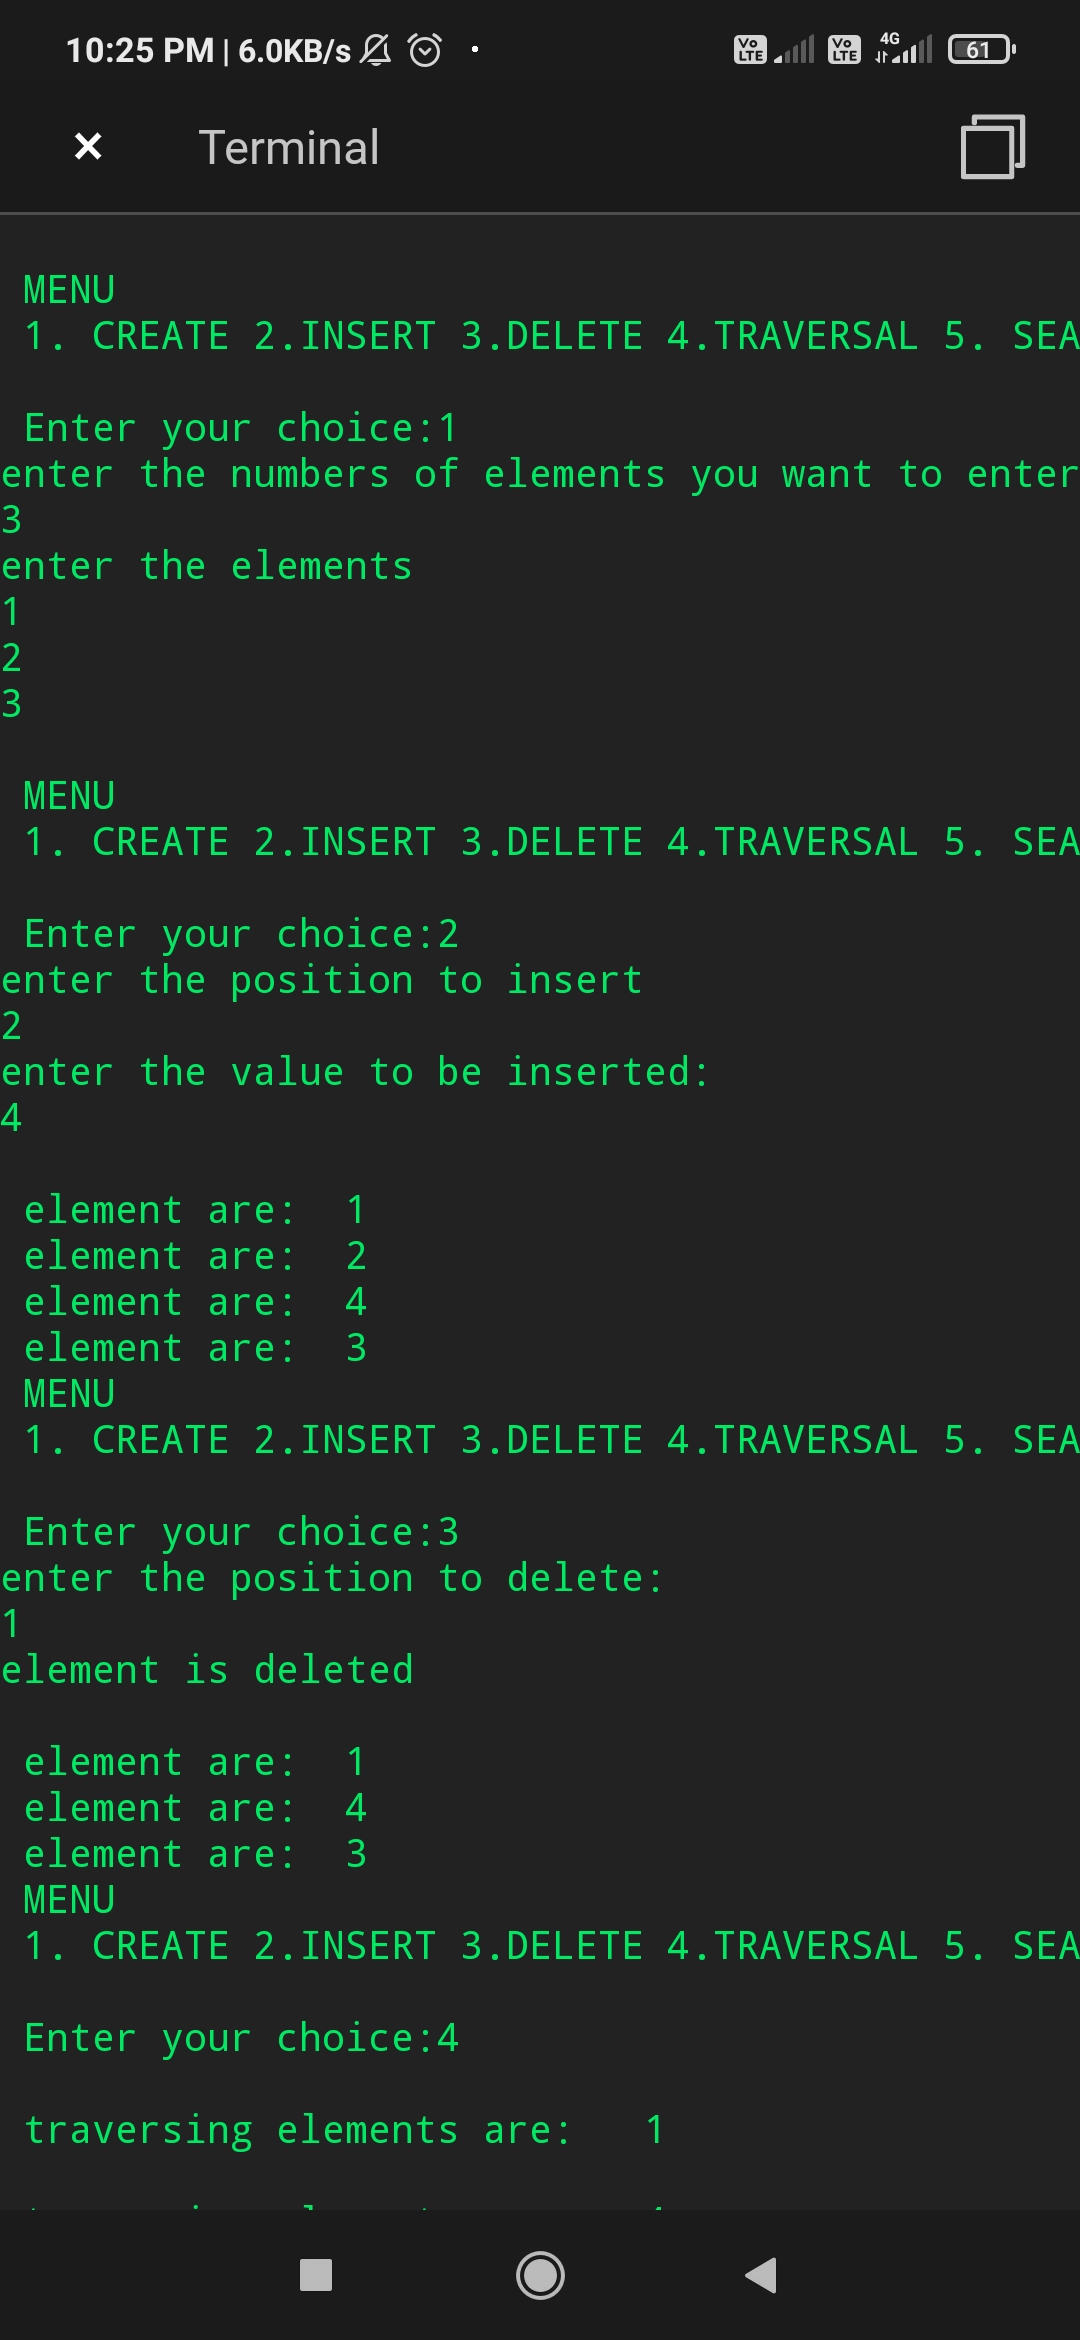 10:25 PM | 6.0KB/s
Vo LTE Vo LTE 4G 61
Terminal
MENU
1. CREATE 2.INSERT 3.DELETE 4.TRAVERSAL 5. SEA
Enter your choice:1
enter the numbers of elements you want to enter
3
enter the elements
1
2
3
MENU
1. CREATE 2.INSERT 3.DELETE 4.TRAVERSAL 5. SEA
Enter your choice:2
enter the position to insert
2
enter the value to be inserted:
4
element are:  1
element are:  2
element are:  4
element are:  3
MENU
1. CREATE 2.INSERT 3.DELETE 4.TRAVERSAL 5. SEA
Enter your choice:3
enter the position to delete:
1
element is deleted
element are:  1
element are:  4
element are:  3
MENU
1. CREATE 2.INSERT 3.DELETE 4.TRAVERSAL 5. SEA
Enter your choice:4
traversing elements are:   1